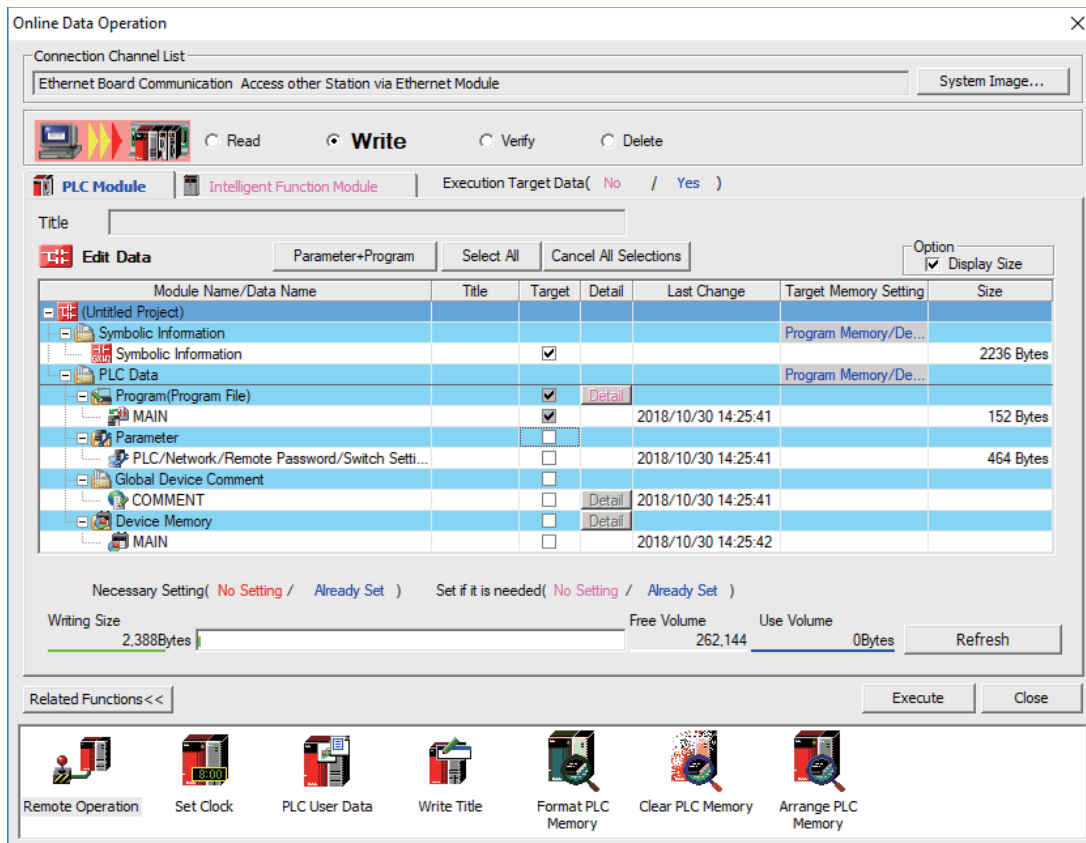 Online Data Operation
Connection Channel List
Ethernet Board Communication Access other Station via Ethernet Module
System Image...
Read
Write
Verify
Delete
PLC Module
Intelligent Function Module
Execution Target Data( No / Yes )
Title
Edit Data
Parameter+Program
Select All
Cancel All Selections
Option
Display Size
Module Name/Data Name Title Target Detail Last Change Target Memory Setting Size
(Untitled Project)
Symbolic Information Program Memory/De...
Symbolic Information 2236 Bytes
PLC Data Program Memory/De...
Program(Program File) Detail
MAIN 2018/10/30 14:25:41 152 Bytes
Parameter
PLC/Network/Remote Password/Switch Setti... 2018/10/30 14:25:41 464 Bytes
Global Device Comment
COMMENT Detail 2018/10/30 14:25:41
Device Memory Detail
MAIN 2018/10/30 14:25:42
Necessary Setting( No Setting / Already Set ) Set if it is needed( No Setting / Already Set )
Writing Size Free Volume Use Volume
2,388Bytes 262,144 0Bytes
Refresh
Related Functions<<
Execute
Close
8:00
Remote Operation
Set Clock
PLC User Data
Write Title
Format PLC
Memory
Clear PLC Memory
Arrange PLC
Memory